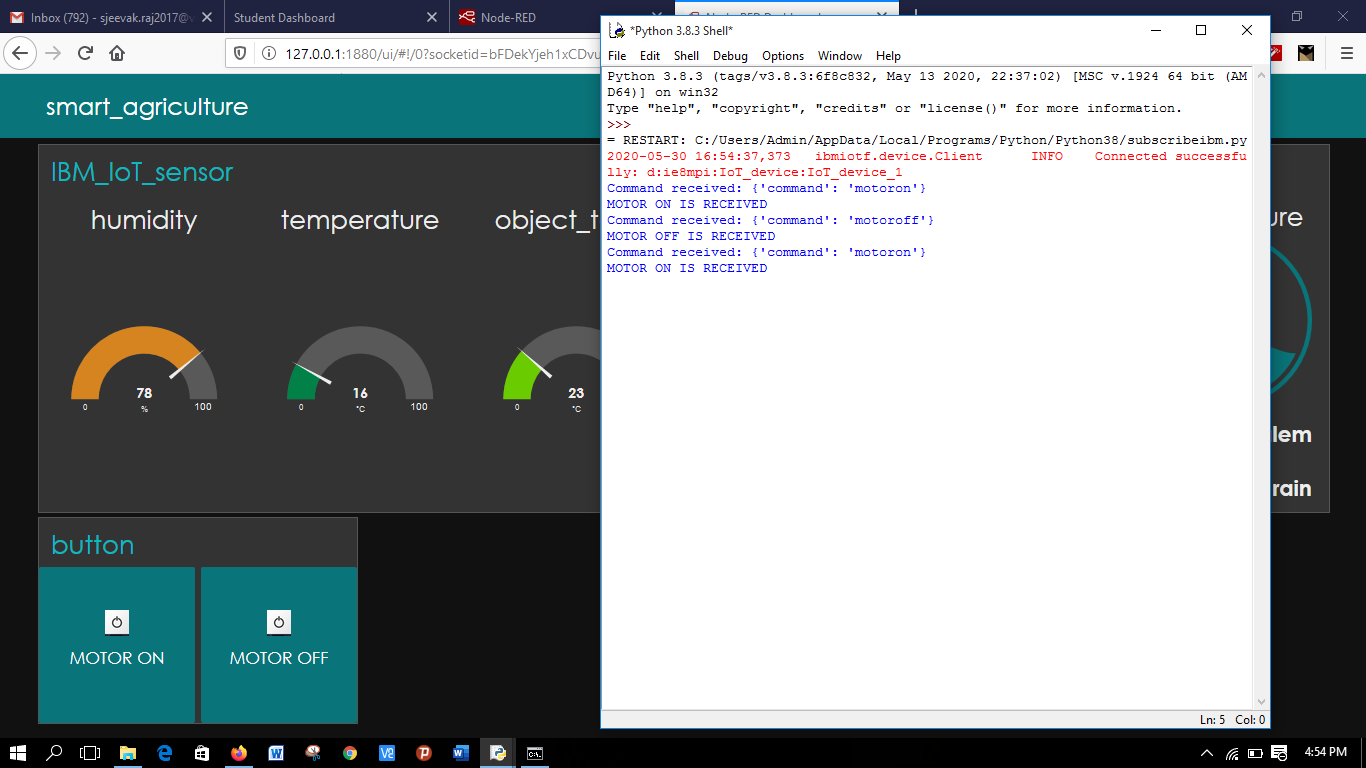 Inbox (792) - sjeevak.raj2017@
Student Dashboard
Node-RED
127.0.0.1:1880/ui/#!/0?socketid=bFDekYjeh1xCDvu
smart_agriculture
IBM_IoT_sensor
humidity
temperature
object_t
ure
78
%
0
100
16
°C
0
100
23
°C
0
lem
rain
button
MOTOR ON
MOTOR OFF
*Python 3.8.3 Shell*
File Edit Shell Debug Options Window Help
Python 3.8.3 (tags/v3.8.3:6f8c832, May 13 2020, 22:37:02) [MSC v.1924 64 bit (AM
D64)] on win32
Type "help", "copyright", "credits" or "license()" for more information.
>>>
= RESTART: C:/Users/Admin/AppData/Local/Programs/Python/Python38/subscribeibm.py
2020-05-30 16:54:37,373 ibmiotf.device.Client INFO Connected successfu
lly: d:ie8mpi:IoT_device:IoT_device_1
Command received: {'command': 'motoron'}
MOTOR ON IS RECEIVED
Command received: {'command': 'motoroff'}
MOTOR OFF IS RECEIVED
Command received: {'command': 'motoron'}
MOTOR ON IS RECEIVED
Ln: 5 Col: 0
4:54 PM